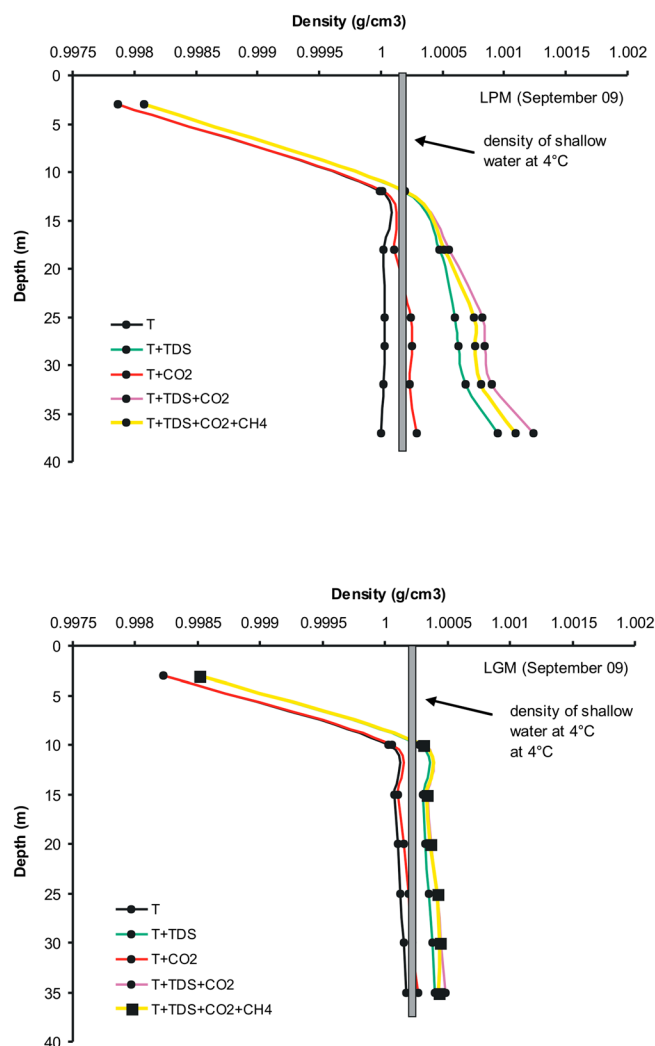 Density (g/cm3)
0.9975 0.998 0.9985 0.999 0.9995 1 1.0005 1.001 1.0015 1.002
0
LPM (September 09)
5
density of shallow
water at 4°C
10
15
20
Depth (m)
25
T
T+TDS
30
T+CO2
35
T+TDS+CO2
T+TDS+CO2+CH4
40
Density (g/cm3)
0.9975 0.998 0.9985 0.999 0.9995 1 1.0005 1.001 1.0015 1.002
0
LGM (September 09)
5
density of shallow
water at 4°C
at 4°C
10
15
20
Depth (m)
25
T
30
T+TDS
T+CO2
35
T+TDS+CO2
T+TDS+CO2+CH4
40